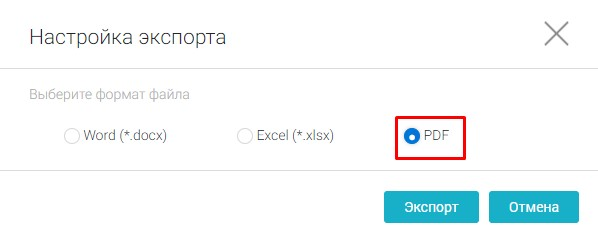 Настройка экспорта
Выберите формат файла
Word (*.docx) Excel (*.xlsx) PDF
Экспорт Отмена